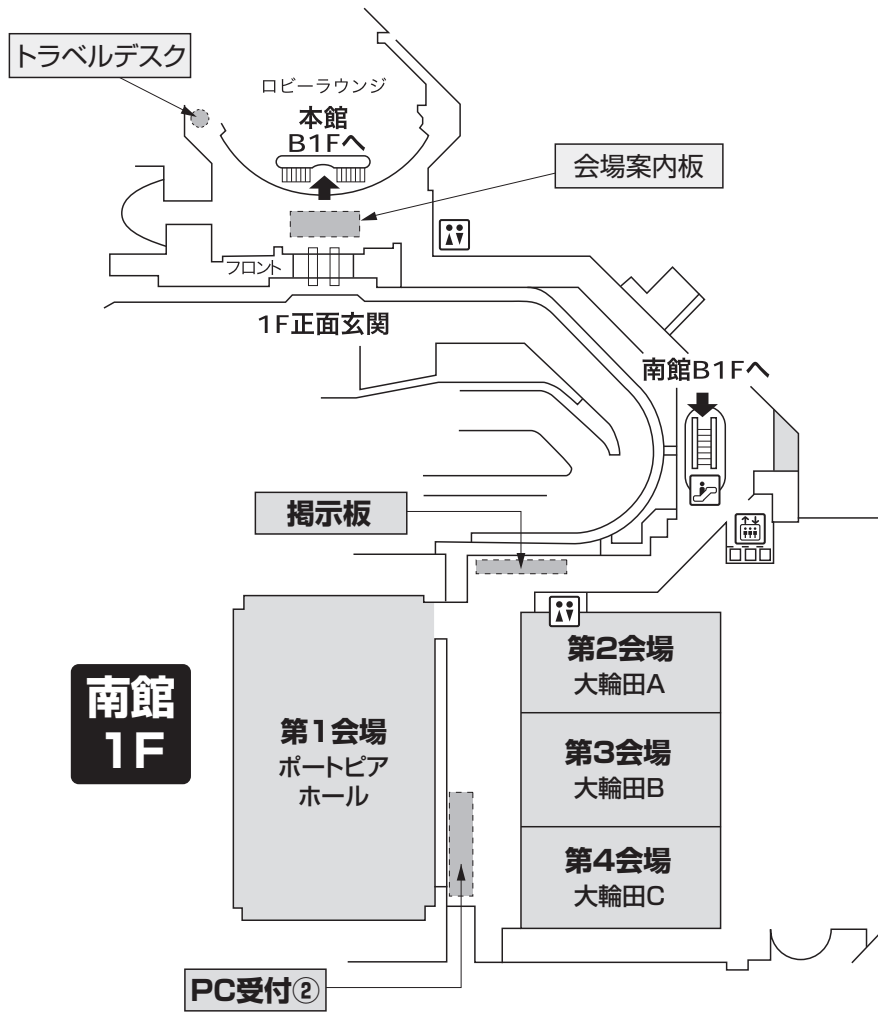 トラベルデスク
ロビーラウンジ
本館
B1Fへ
会場案内板
フロント
1F正面玄関
南館B1Fへ
掲示板
第2会場
大輪田A
南館
1F
第1会場
ポートピア
ホール
第3会場
大輪田B
第4会場
大輪田C
PC受付②